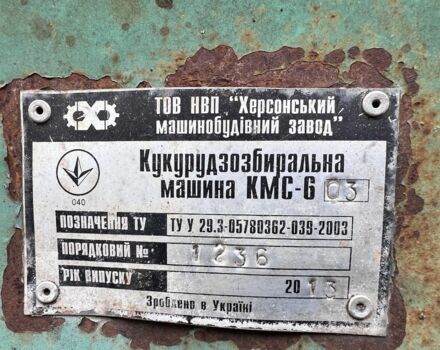 ТОВ НВП "Херсонський
машинобудівний завод"
040
Кукурудзозбиральна
машина КМС-6 03
ПОЗНАЧЕННЯ ТУ ТУ У 29.3-05780362-039-2003
ПОРЯДКОВИЙ № 1236
РІК ВИПУСКУ 2013
Зроблено в Україні